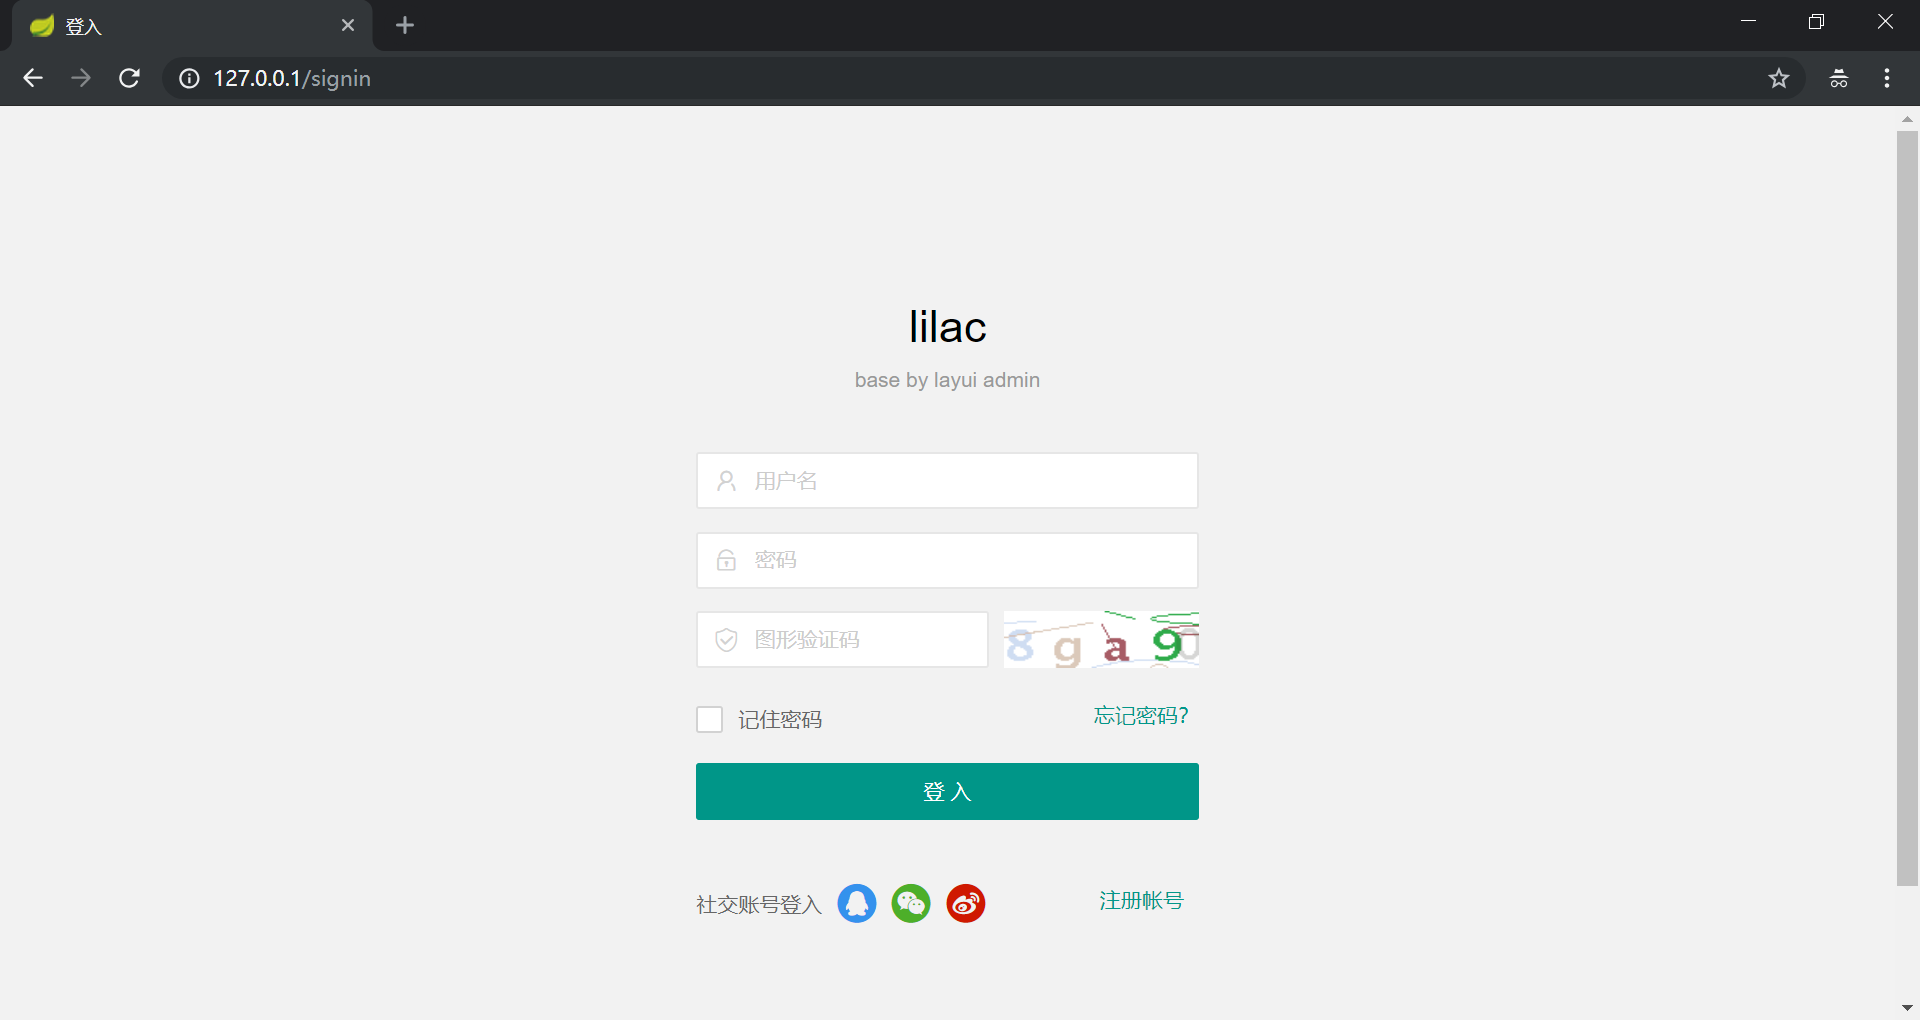 登入
127.0.0.1/signin
lilac
base by layui admin
用户名
密码
图形验证码
8ga90
记住密码
忘记密码?
登 入
社交账号登入
注册帐号